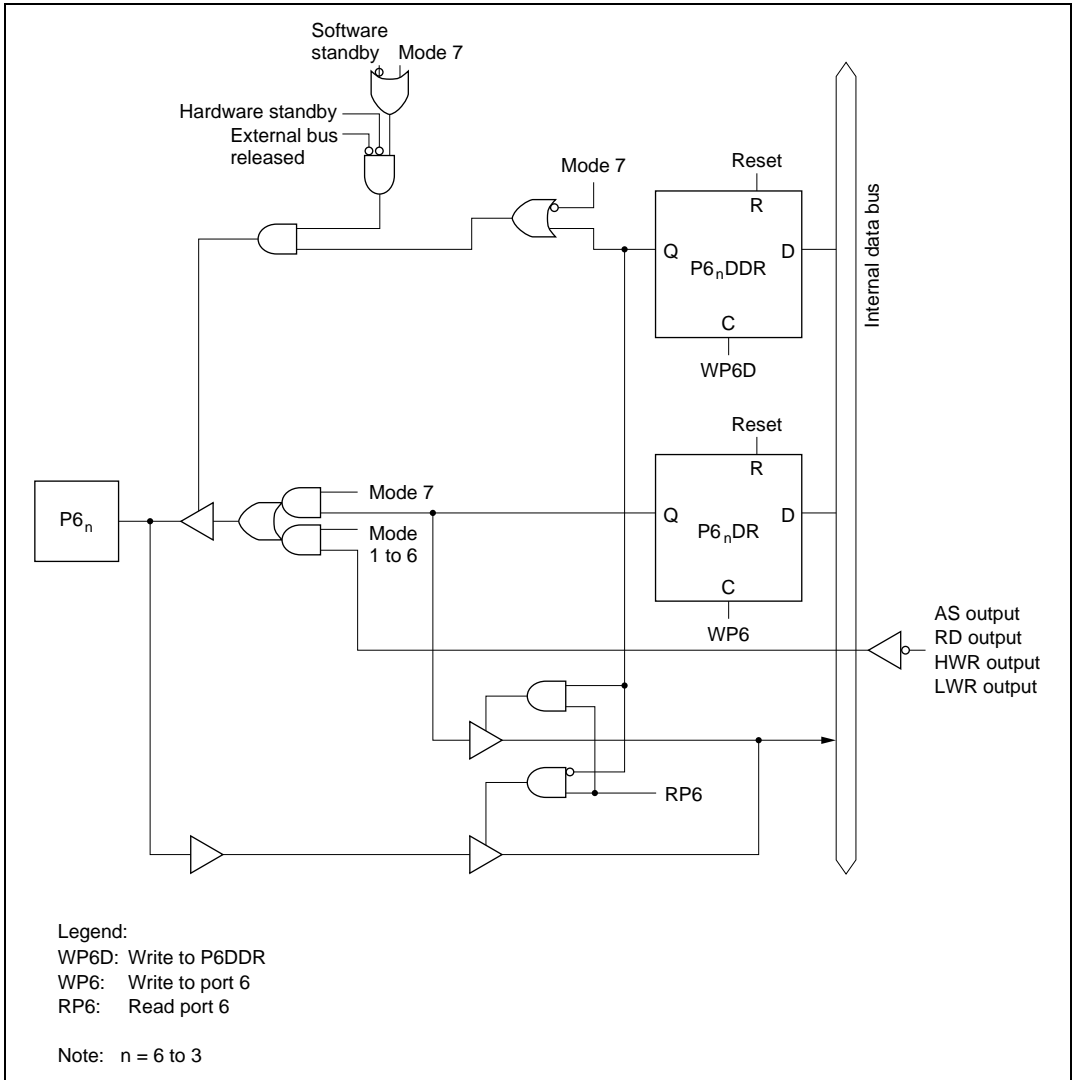 Software
standby Mode 7
Hardware standby
External bus
released
Mode 7
Reset
R
Q P6nDDR D
C
WP6D
Internal data bus
Reset
R
Mode 7
P6n
Q P6nDR D
Mode
1 to 6
C
WP6
AS output
RD output
HWR output
LWR output
RP6
Legend:
WP6D: Write to P6DDR
WP6: Write to port 6
RP6: Read port 6
Note: n = 6 to 3